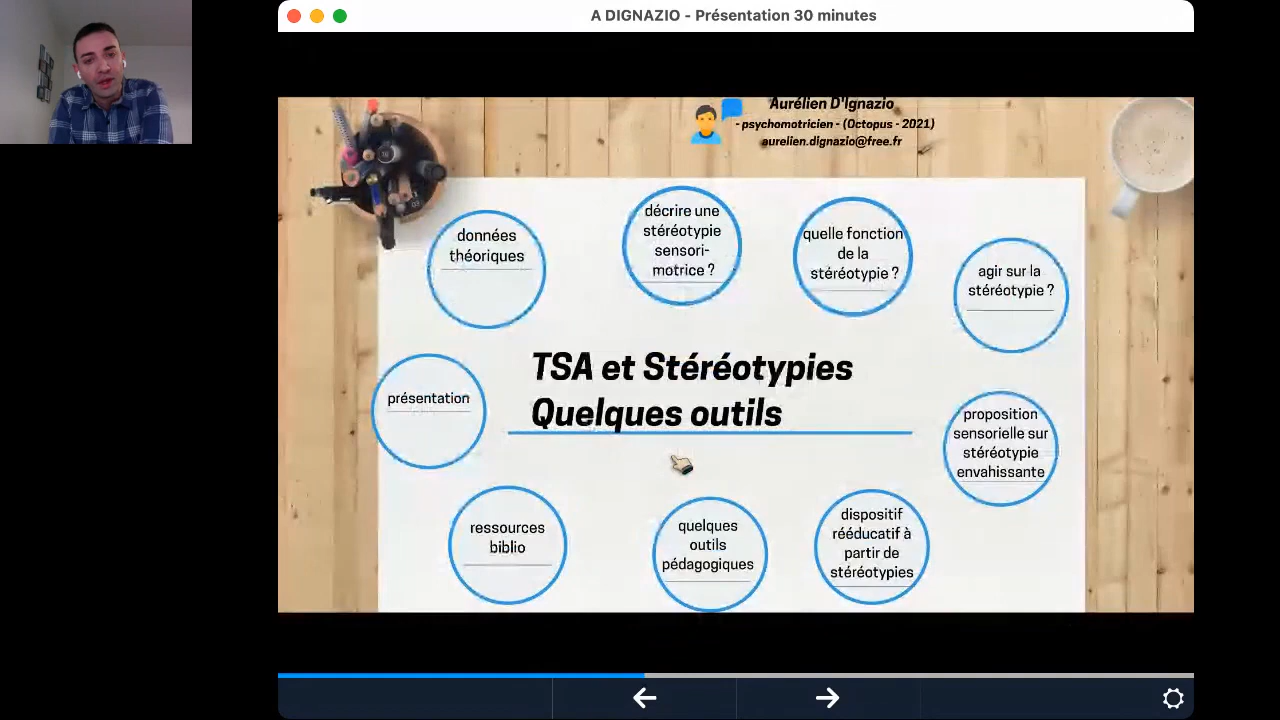 A DIGNAZIO - Présentation 30 minutes
Aurélien D'Ignazio
- psychomotricien - (Octopus - 2021)
aurelien.dignazio@free.fr
données
théoriques
décrire une
stéréotypie
sensori-
motrice ?
quelle fonction
de la
stéréotypie ?
agir sur la
stéréotypie ?
présentation
TSA et Stéréotypies
Quelques outils
proposition
sensorielle sur
stéréotypie
envahissante
ressources
biblio
quelques
outils
pédagogiques
dispositif
rééducatif à
partir de
stéréotypies